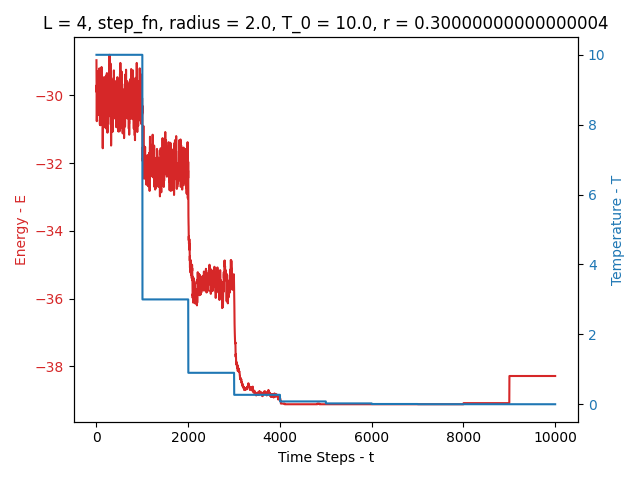 L = 4, step_fn, radius = 2.0, T_0 = 10.0, r = 0.30000000000000004
−30
−32
−34
−36
−38
Energy - E
10
8
6
4
2
0
Temperature - T
0 2000 4000 6000 8000 10000
Time Steps - t